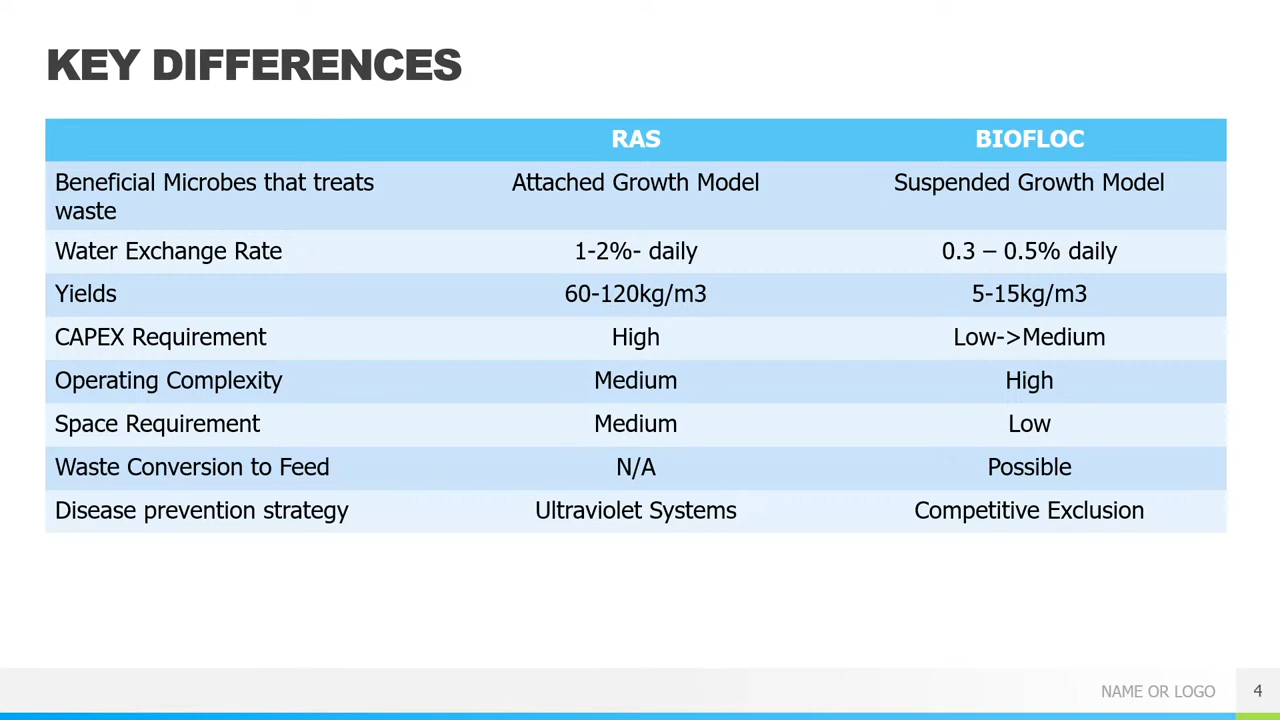 KEY DIFFERENCES
RAS BIOFLOC
Beneficial Microbes that treats waste Attached Growth Model Suspended Growth Model
Water Exchange Rate 1-2%- daily 0.3 – 0.5% daily
Yields 60-120kg/m3 5-15kg/m3
CAPEX Requirement High Low->Medium
Operating Complexity Medium High
Space Requirement Medium Low
Waste Conversion to Feed N/A Possible
Disease prevention strategy Ultraviolet Systems Competitive Exclusion
NAME OR LOGO 4